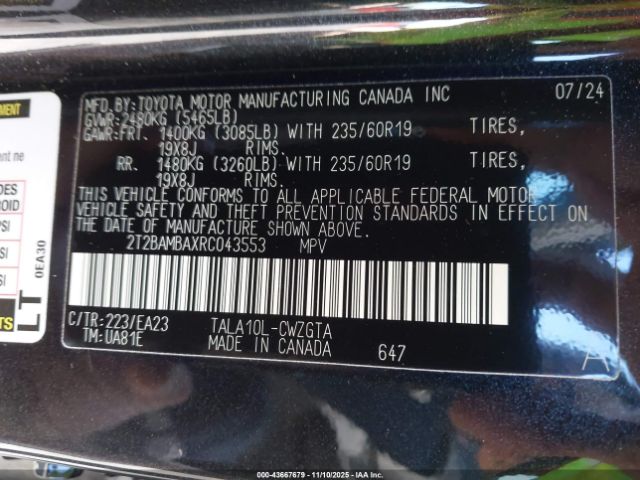 MFD.BY:TOYOTA MOTOR MANUFACTURING CANADA INC 07/24
GVWR:2480KG (5465LB)
GAWR:FRT. 1400KG (3085LB) WITH 235/60R19 TIRES,
19X8J RIMS.
RR. 1480KG (3260LB) WITH 235/60R19 TIRES,
19X8J RIMS.
THIS VEHICLE CONFORMS TO ALL APPLICABLE FEDERAL MOTOR
VEHICLE SAFETY AND THEFT PREVENTION STANDARDS IN EFFECT ON
THE DATE OF MANUFACTURE SHOWN ABOVE.
2T2BAMBAXRC043553 MPV
C/TR:223/EA23 TALA10L-CWZGTA
TM:UA81E MADE IN CANADA 647
A
0EA30
LT
000-43667679 - 11/10/2025 - IAA Inc. Copyright